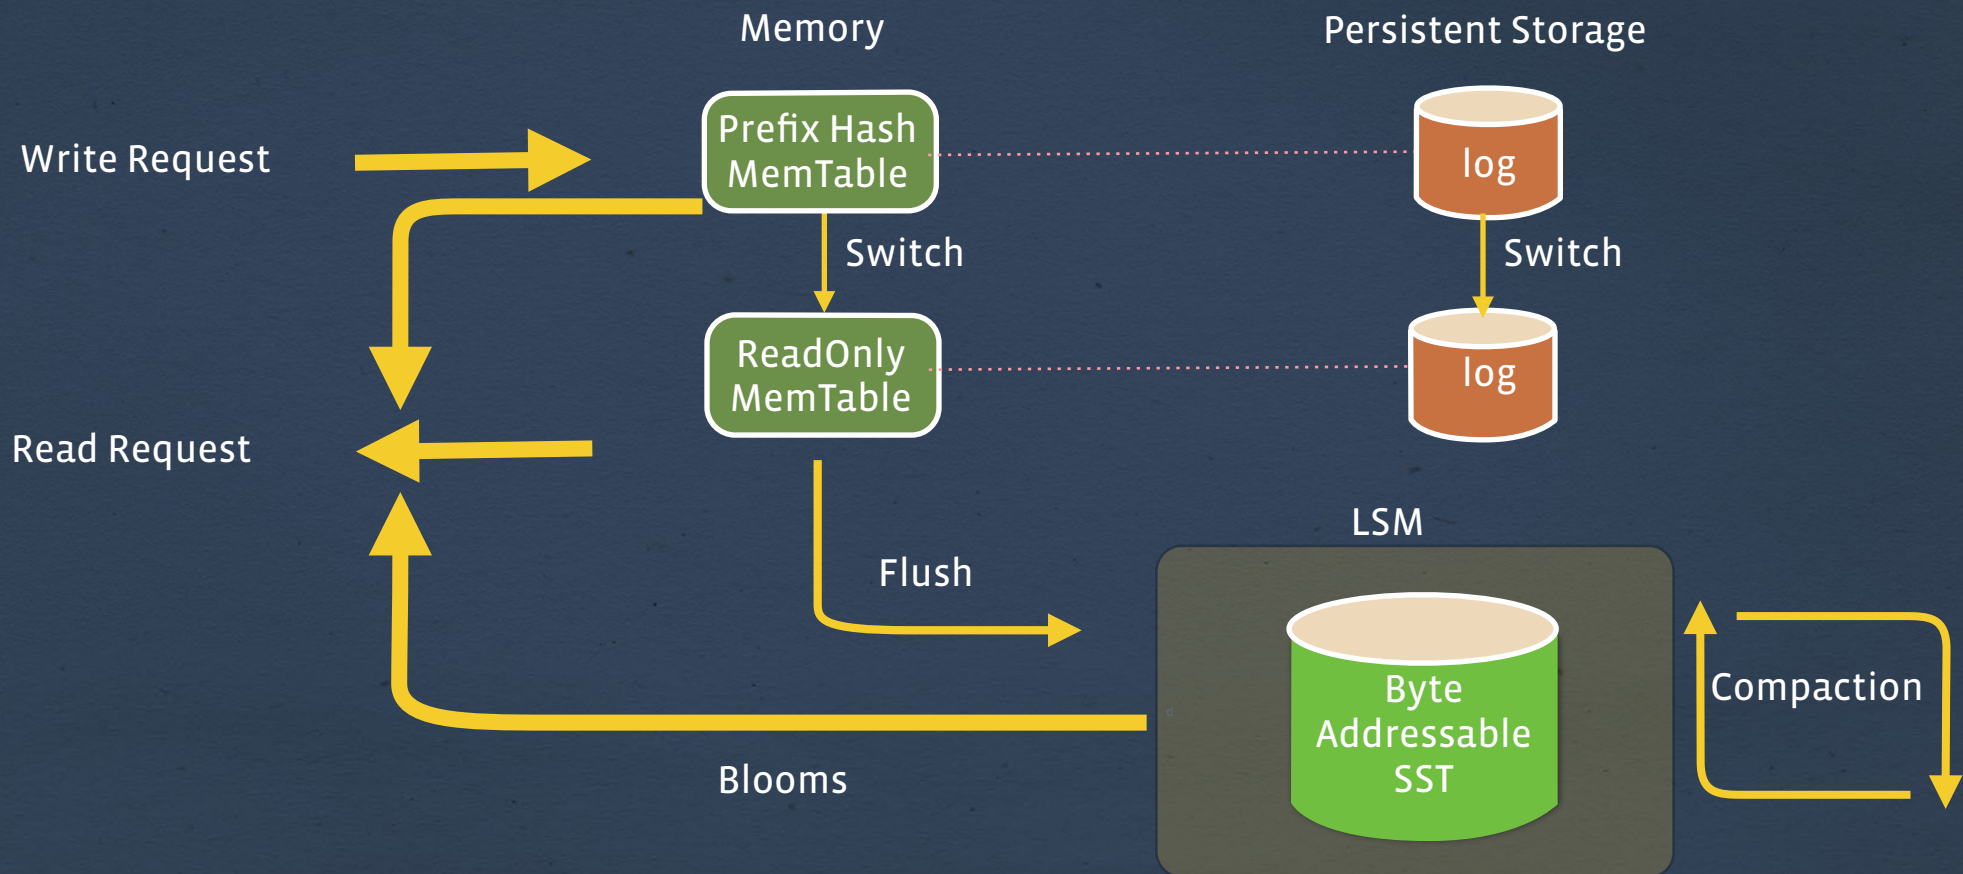 Memory
Persistent Storage
Write Request
Prefix Hash
MemTable
log
Switch
Switch
Read Request
ReadOnly
MemTable
log
LSM
Flush
Byte
Addressable
SST
Compaction
Blooms
d